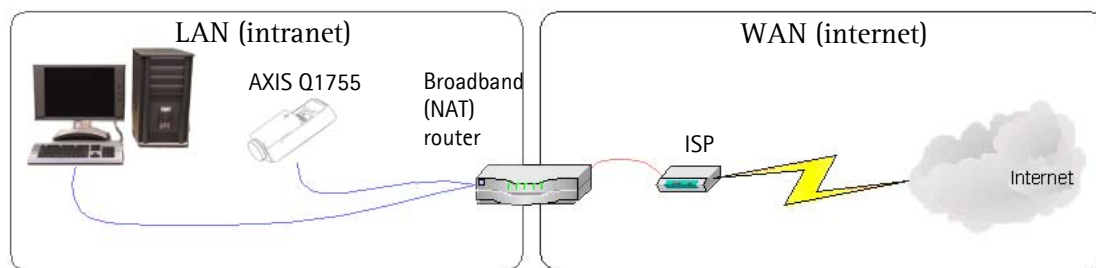 LAN (intranet)
WAN (internet)
AXIS Q1755
Broadband
(NAT)
router
ISP
Internet